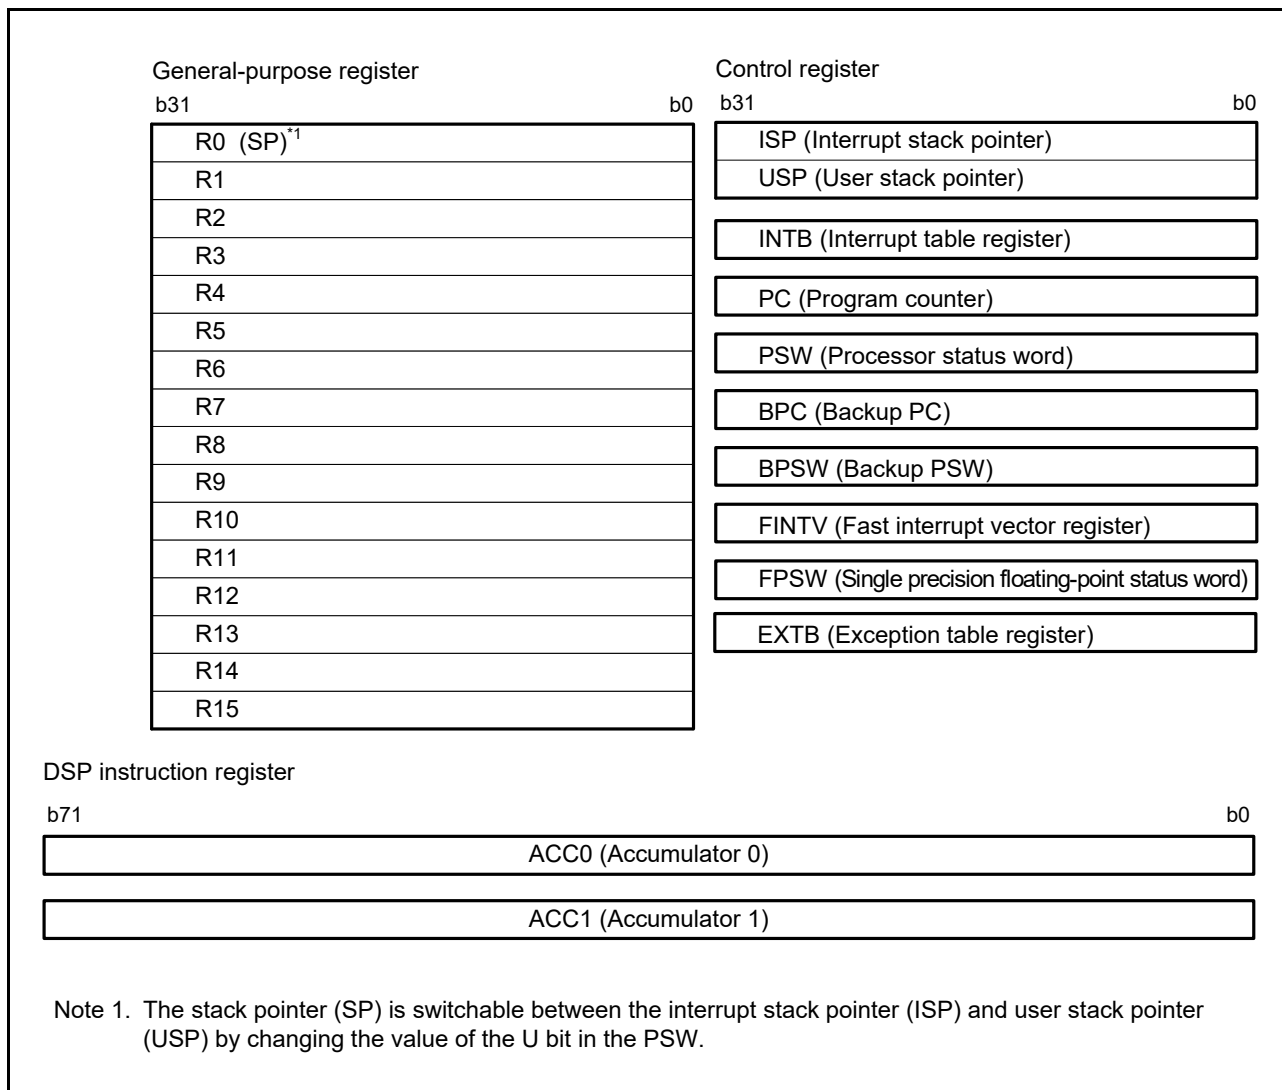 General-purpose register
b31 b0
R0 (SP)*1
R1
R2
R3
R4
R5
R6
R7
R8
R9
R10
R11
R12
R13
R14
R15
Control register
b31 b0
ISP (Interrupt stack pointer)
USP (User stack pointer)
INTB (Interrupt table register)
PC (Program counter)
PSW (Processor status word)
BPC (Backup PC)
BPSW (Backup PSW)
FINTV (Fast interrupt vector register)
FPSW (Single precision floating-point status word)
EXTB (Exception table register)
DSP instruction register
b71 b0
ACC0 (Accumulator 0)
ACC1 (Accumulator 1)
Note 1. The stack pointer (SP) is switchable between the interrupt stack pointer (ISP) and user stack pointer
(USP) by changing the value of the U bit in the PSW.